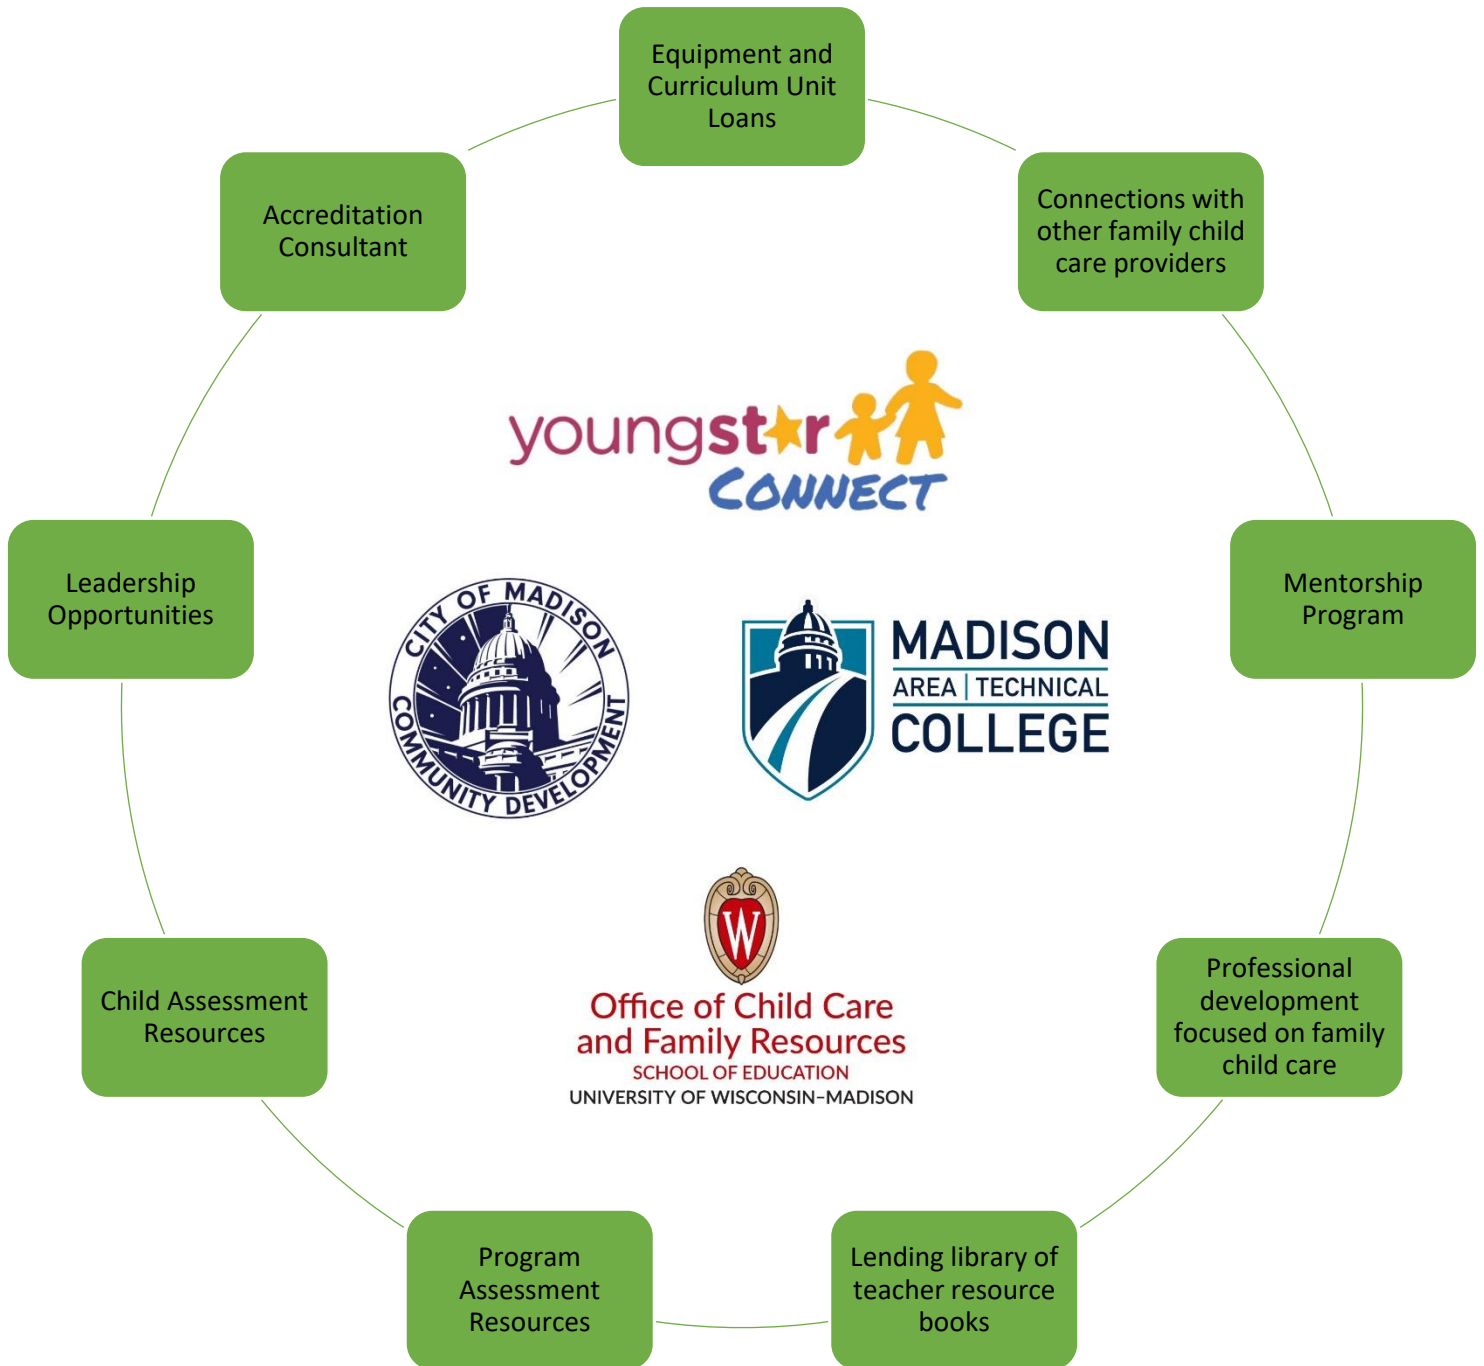 Equipment and
Curriculum Unit
Loans
Accreditation
Consultant
Connections with
other family child
care providers
youngstar
CONNECT
Leadership
Opportunities
CITY OF MADISON
COMMUNITY DEVELOPMENT
MADISON
AREA | TECHNICAL
COLLEGE
Mentorship
Program
W
Office of Child Care
and Family Resources
SCHOOL OF EDUCATION
UNIVERSITY OF WISCONSIN–MADISON
Child Assessment
Resources
Professional
development
focused on family
child care
Program
Assessment
Resources
Lending library of
teacher resource
books